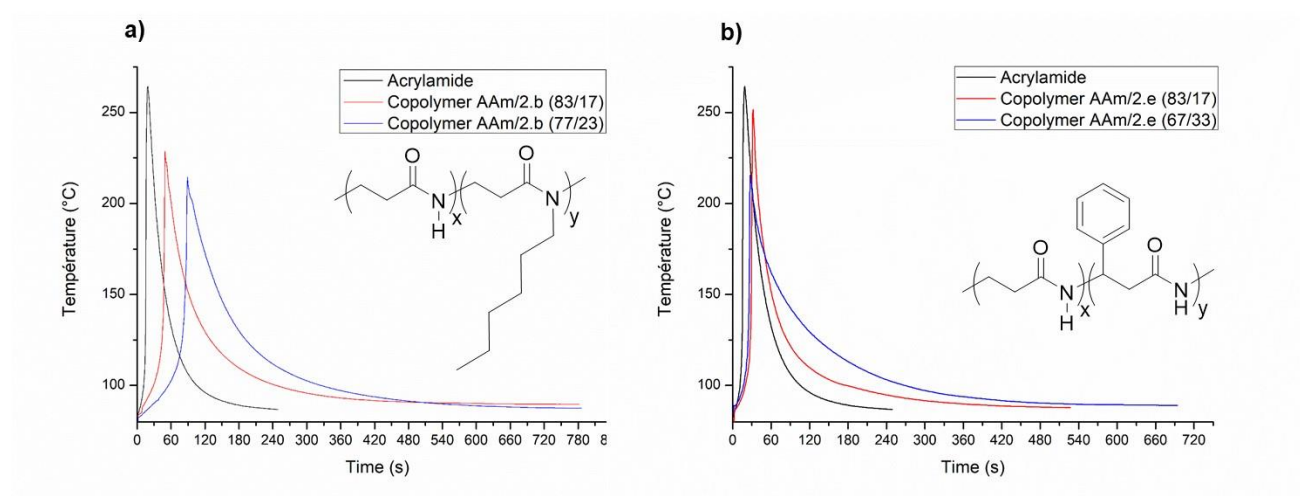 a)
Acrylamide
Copolymer AAm/2.b (83/17)
Copolymer AAm/2.b (77/23)
250
200
150
100
Température (°C)
0 60 120 180 240 300 360 420 480 540 600 660 720 780 8
Time (s)
O
O
N
H
x
N
y
b)
Acrylamide
Copolymer AAm/2.e (83/17)
Copolymer AAm/2.e (67/33)
250
200
150
100
Température (°C)
0 60 120 180 240 300 360 420 480 540 600 660 720
Time (s)
O
O
N
H
x
N
H
y